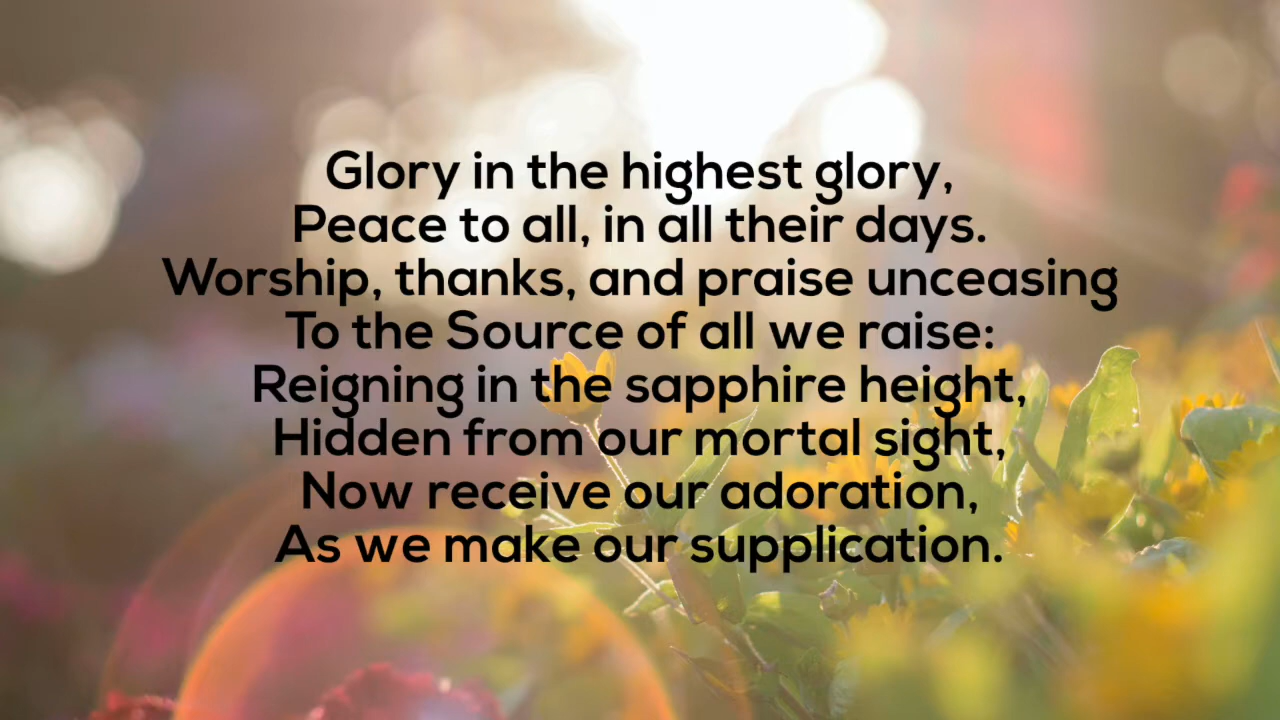 Glory in the highest glory,
Peace to all, in all their days.
Worship, thanks, and praise unceasing
To the Source of all we raise:
Reigning in the sapphire height,
Hidden from our mortal sight,
Now receive our adoration,
As we make our supplication.